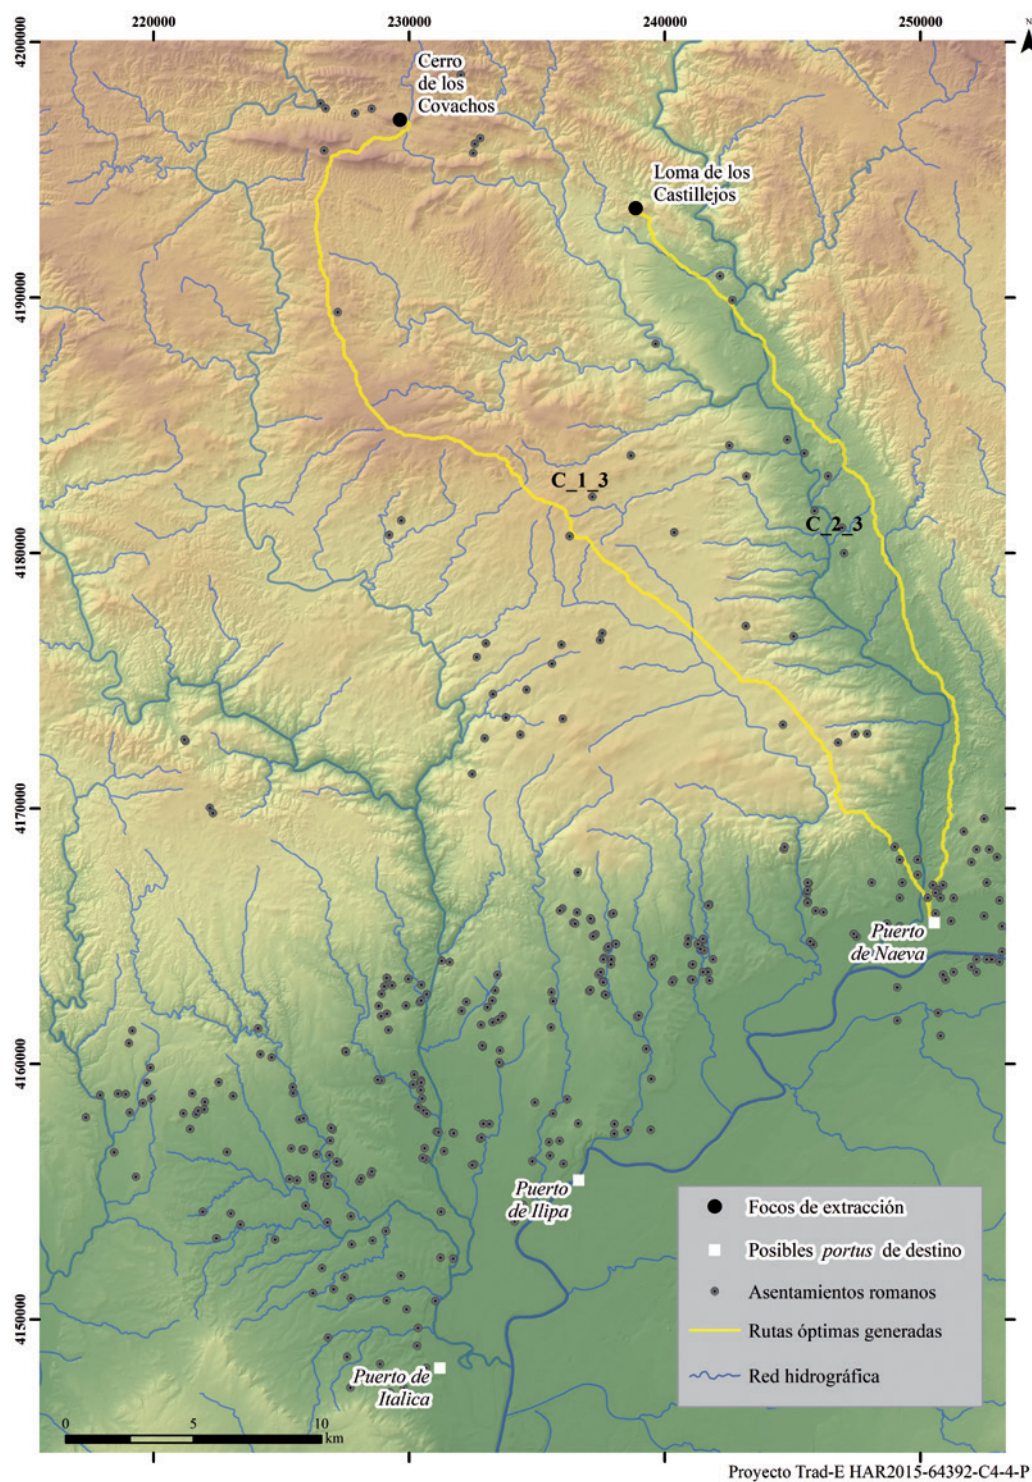 220000
230000
240000
250000
N
4200000
Cerro
de los
Covachos
Loma de los
Castillejos
4190000
C_1_3
C_2_3
4180000
4170000
Puerto
de Naeva
4160000
Puerto
de Ilipa
Focos de extracción
Posibles portus de destino
Asentamientos romanos
Rutas óptimas generadas
Red hidrográfica
4150000
Puerto de
Italica
0 5 10
km
Proyecto Trad-E HAR2015-64392-C4-4-P